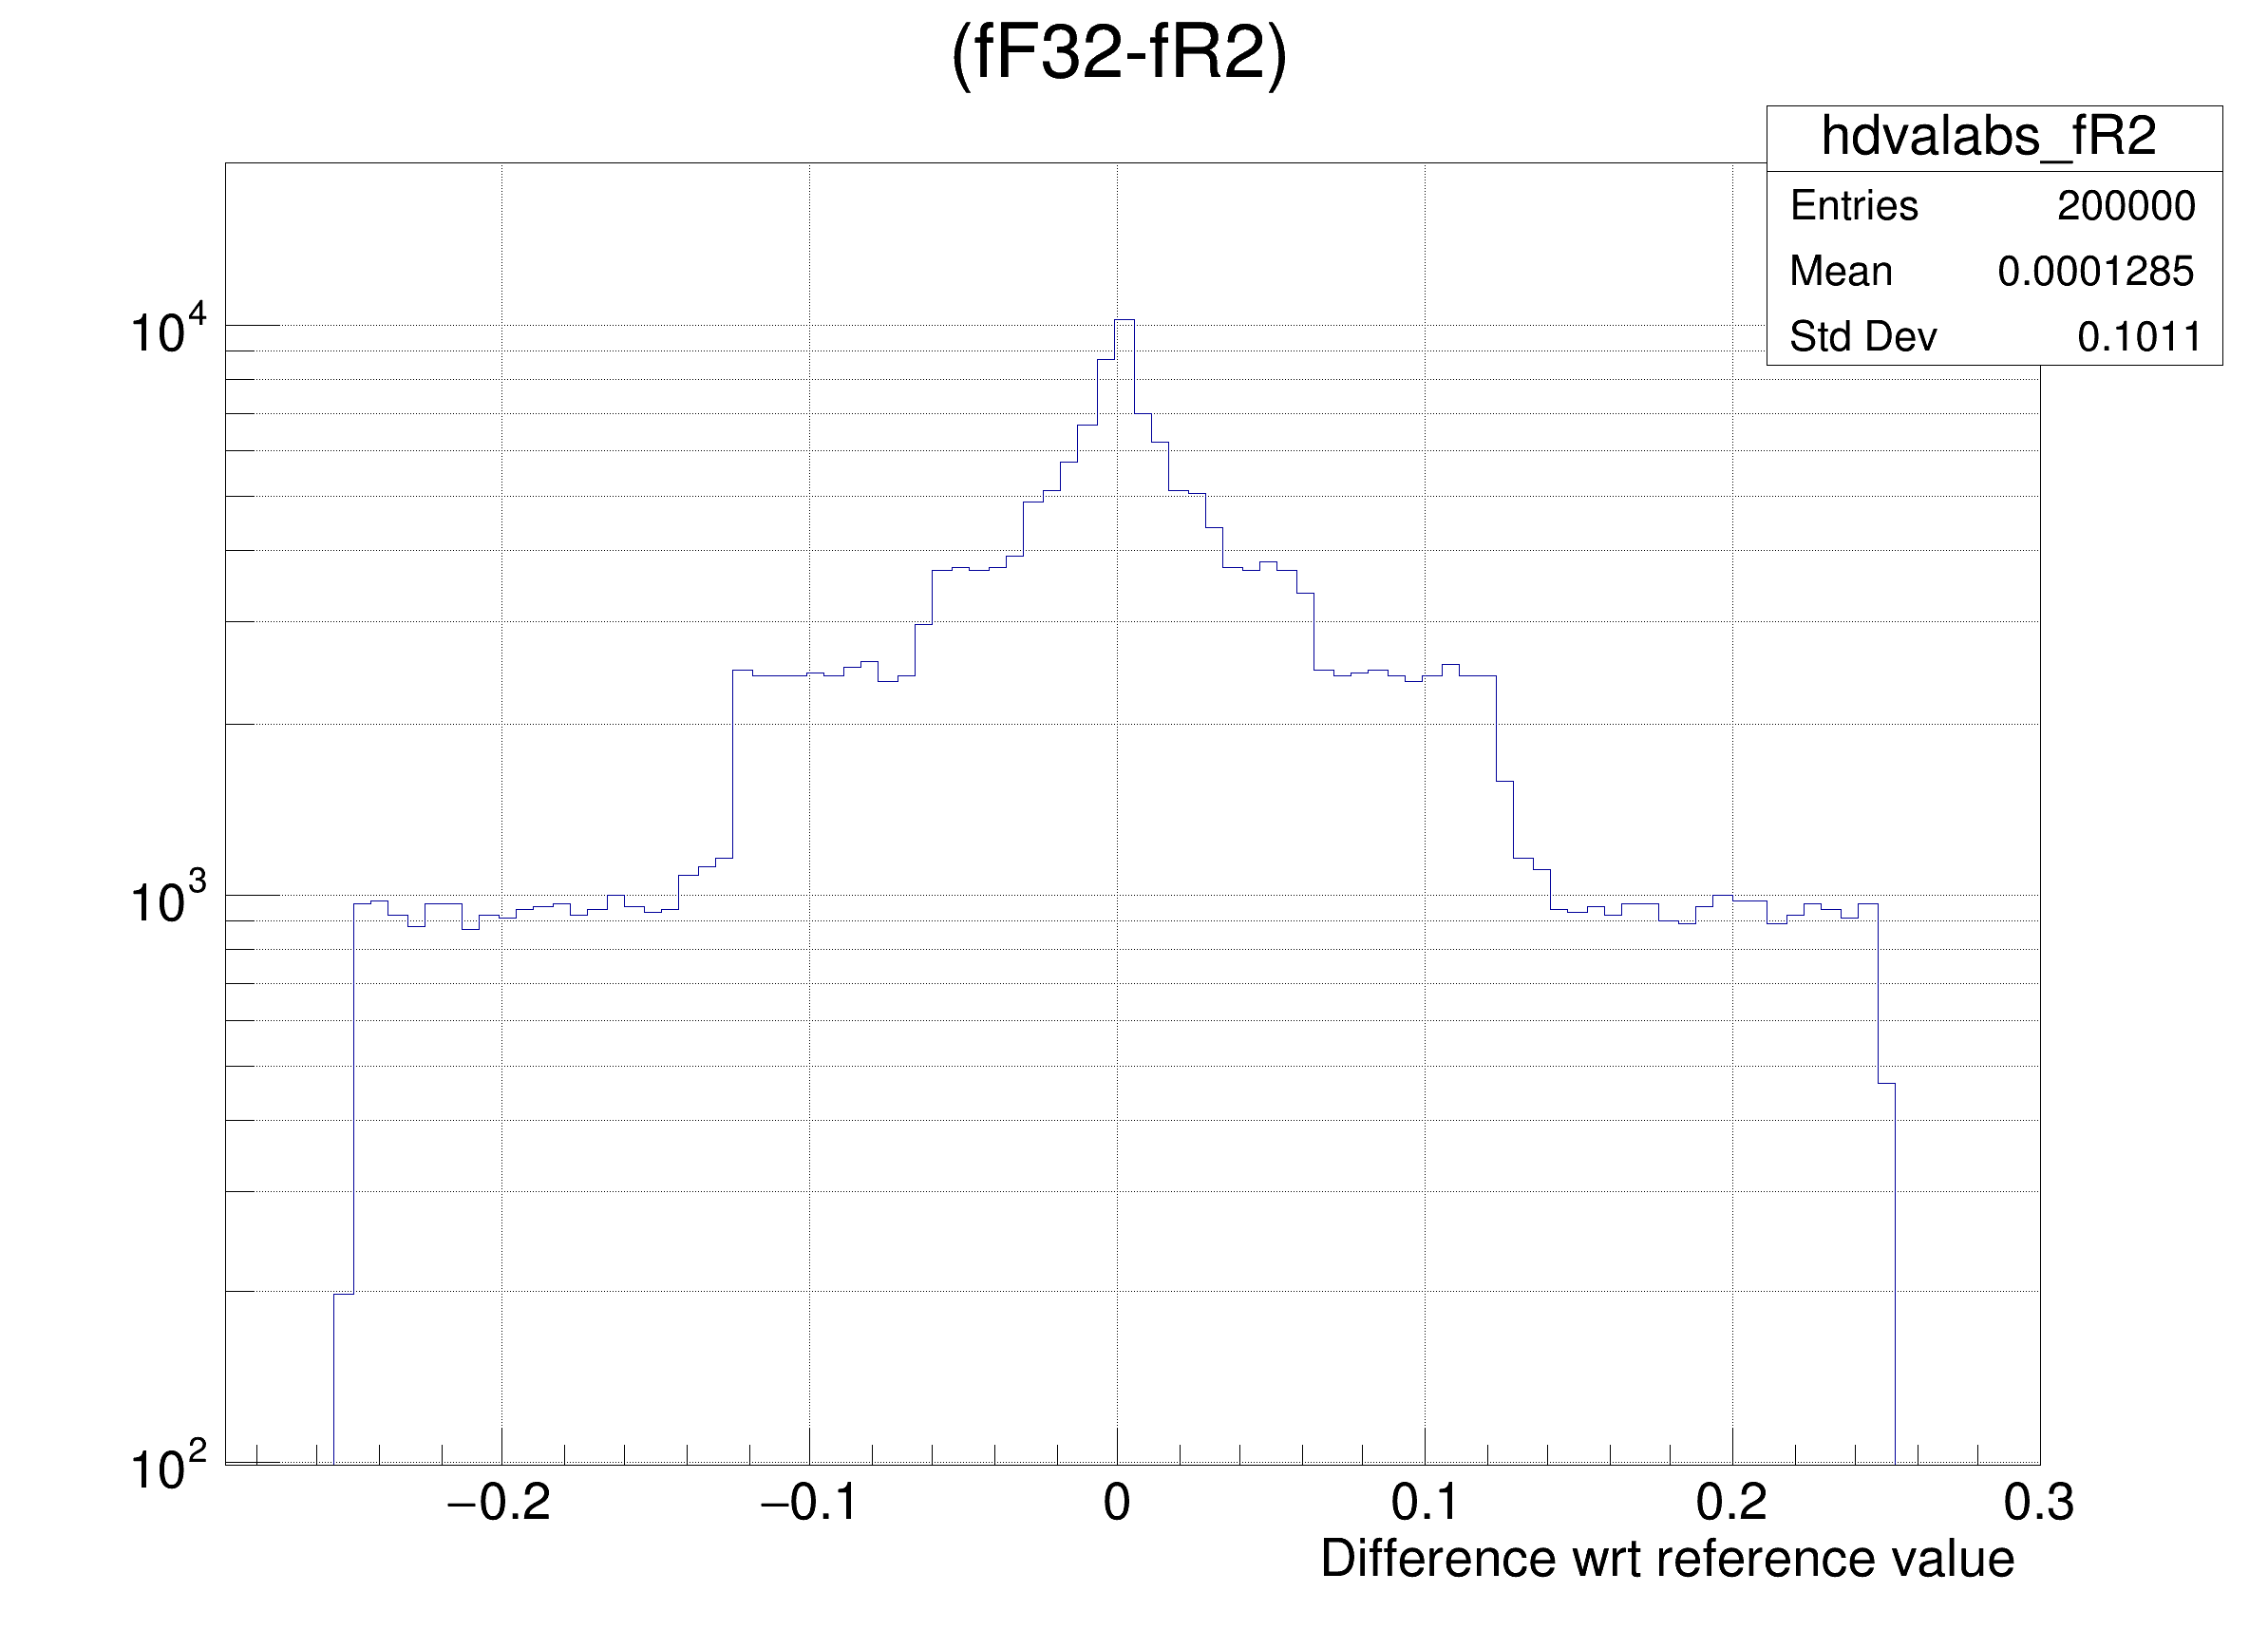 (fF32-fR2)
hdvalabs_fR2
Entries 200000
Mean 0.0001285
Std Dev 0.1011
10^4
10^3
10^2
−0.2 −0.1 0 0.1 0.2 0.3
Difference wrt reference value